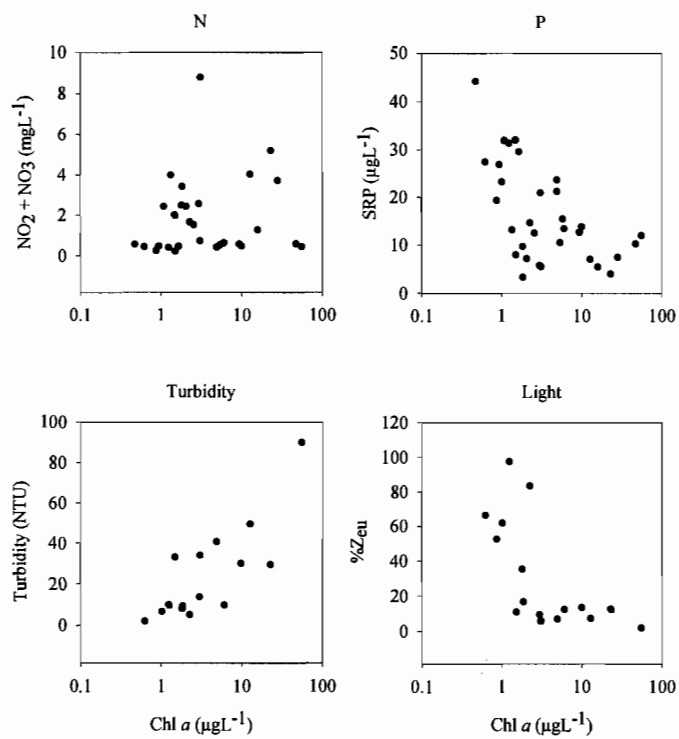 N
NO2 + NO3 (mgL-1)
10
8
6
4
2
0
0.1 1 10 100
P
SRP (µgL-1)
50
40
30
20
10
0
0.1 1 10 100
Turbidity
Turbidity (NTU)
100
80
60
40
20
0
0.1 1 10 100
Chl a (µgL-1)
Light
%Zeu
120
100
80
60
40
20
0
0.1 1 10 100
Chl a (µgL-1)